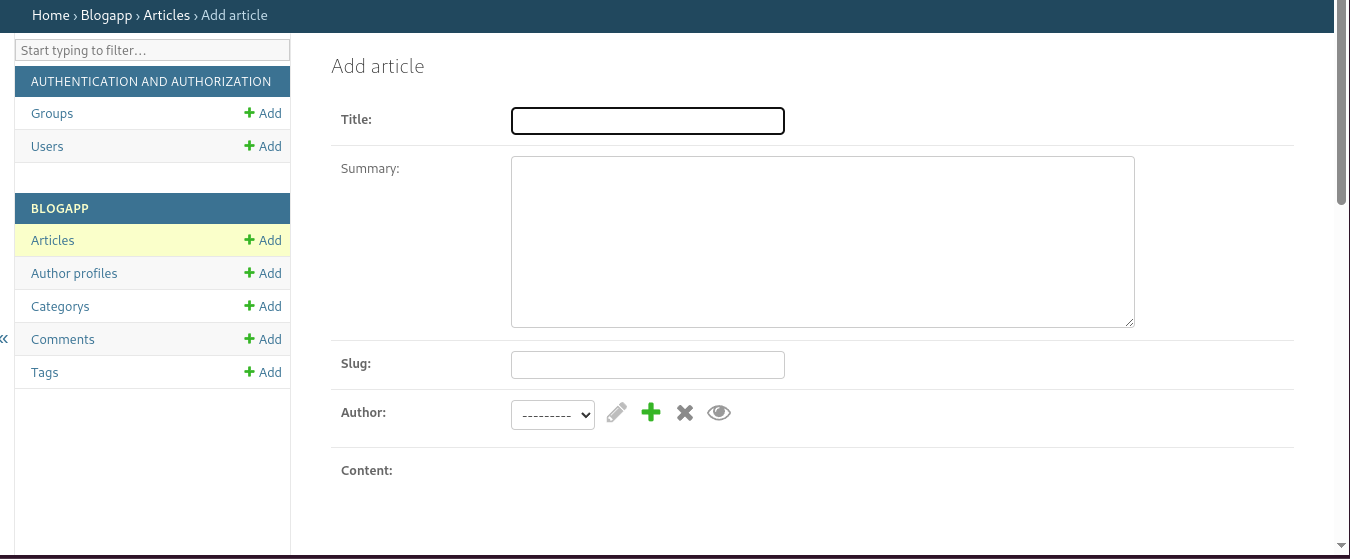 Home › Blogapp › Articles › Add article
Start typing to filter...
AUTHENTICATION AND AUTHORIZATION
Groups + Add
Users + Add
BLOGAPP
Articles + Add
Author profiles + Add
Categorys + Add
Comments + Add
Tags + Add
«
Add article
Title:
Summary:
Slug:
Author: ---------
Content: